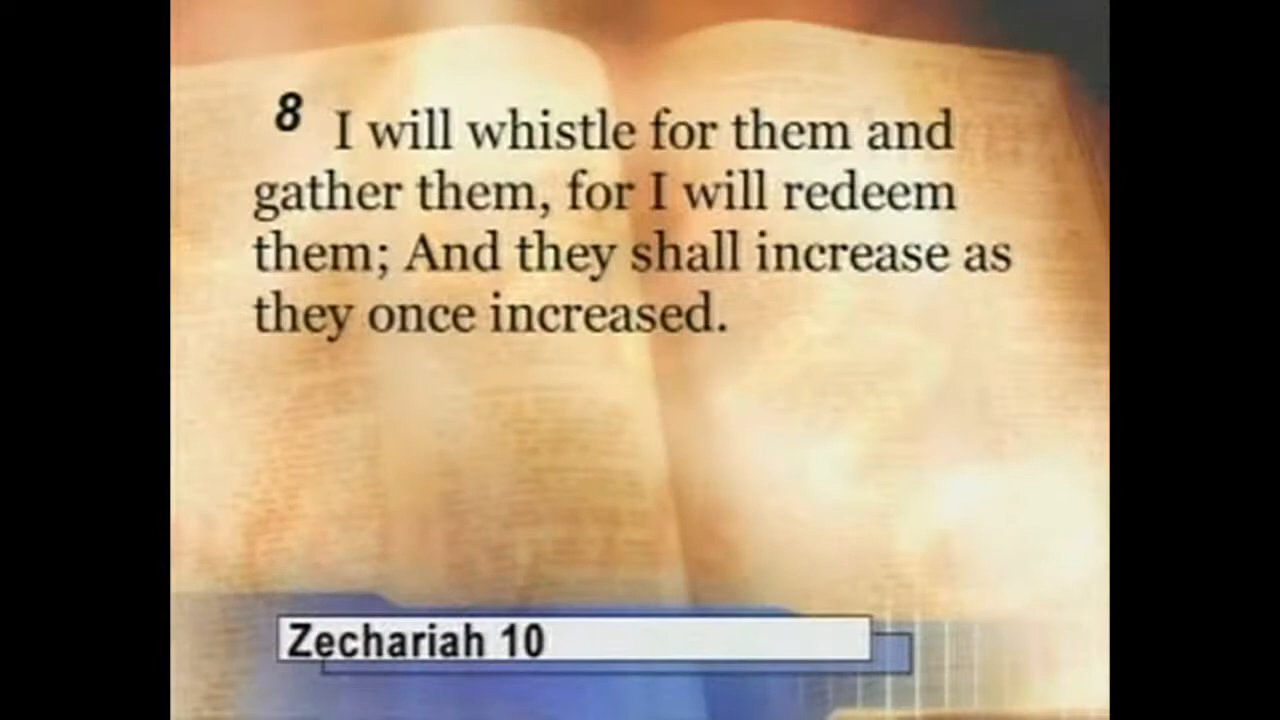 8 I will whistle for them and
gather them, for I will redeem
them; And they shall increase as
they once increased.
Zechariah 10